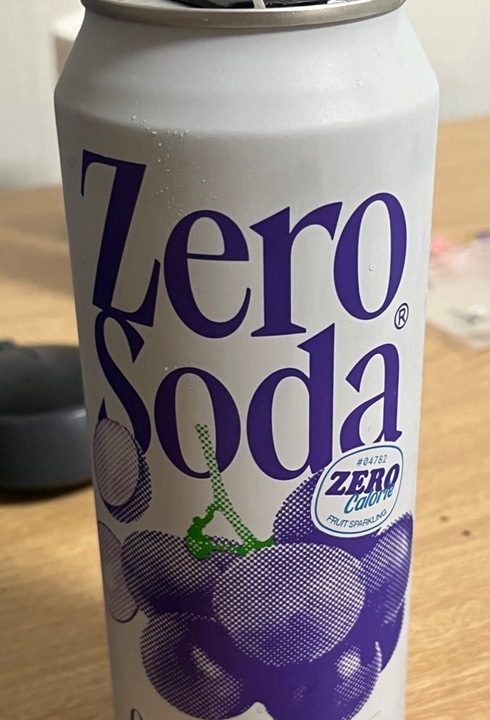 Zero
Soda®
#04782
ZERO
Calorie
FRUIT SPARKLING